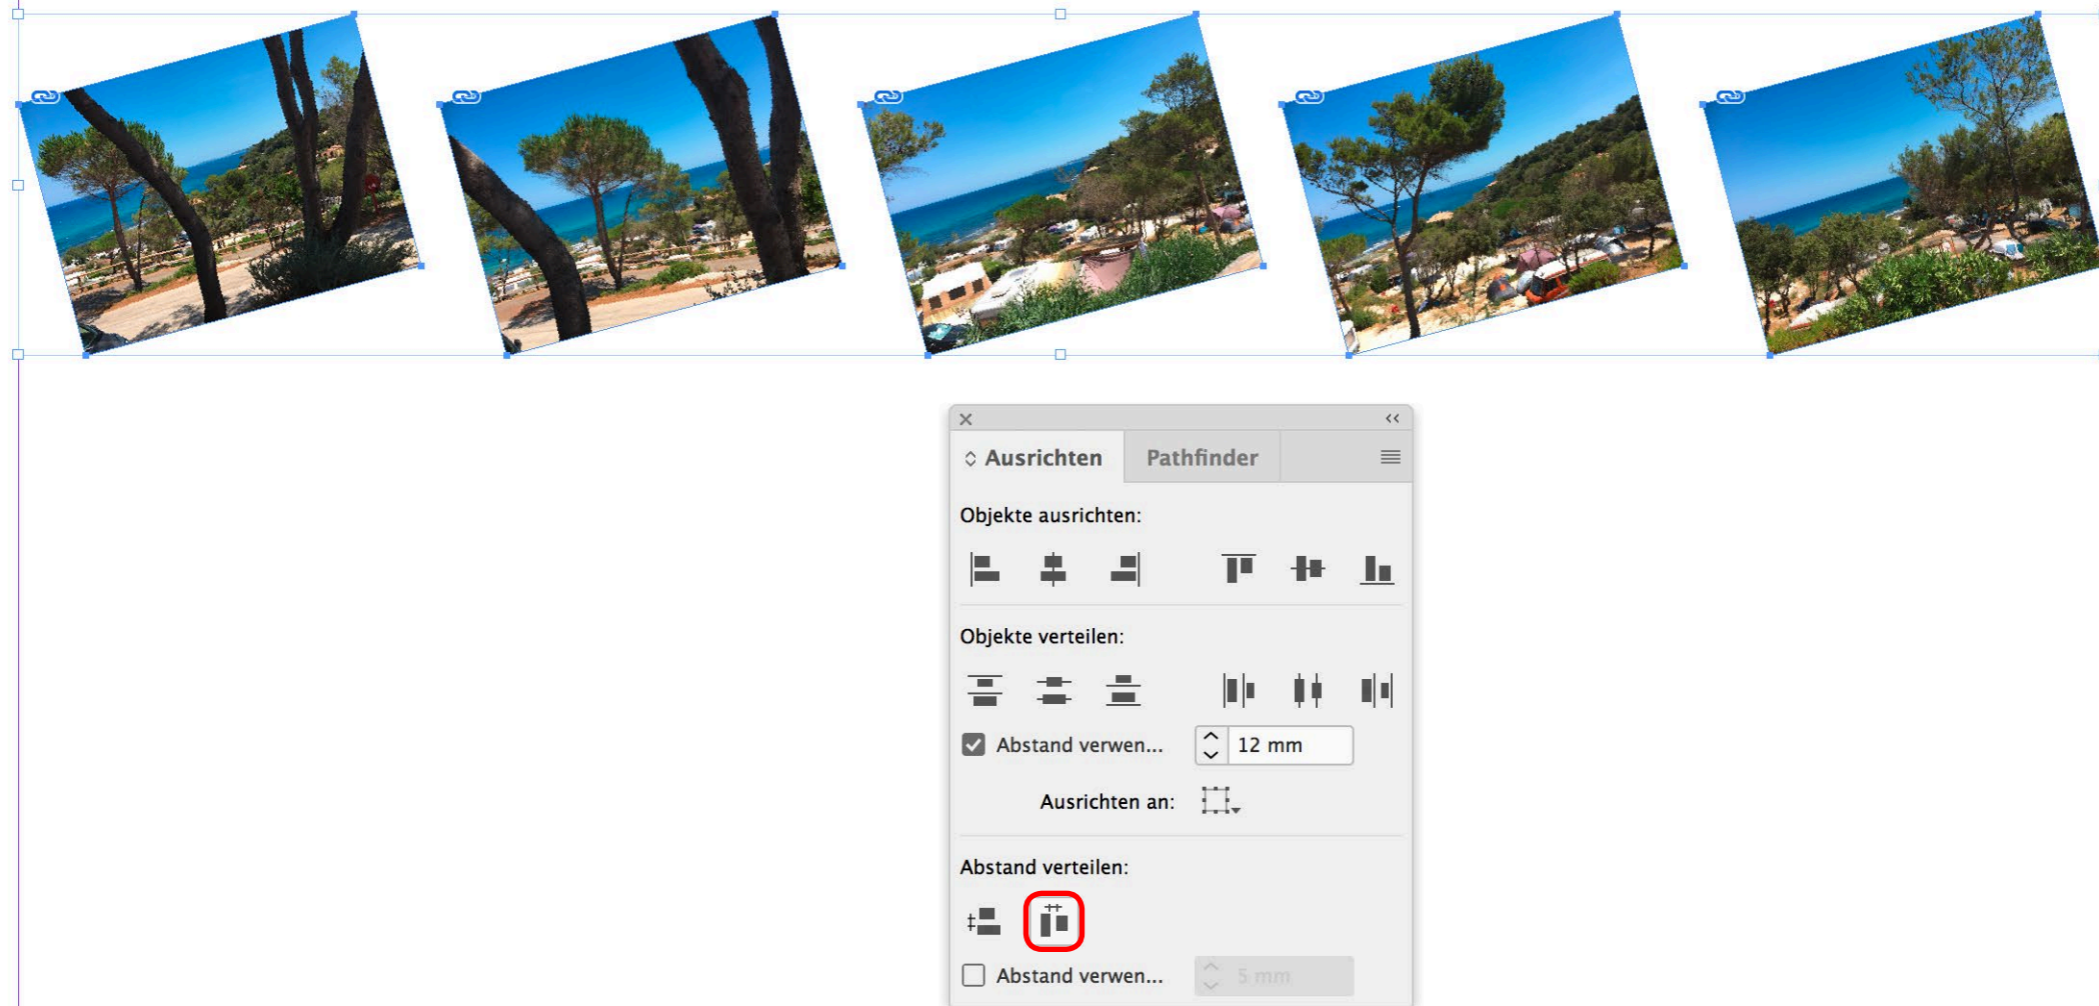 Ausrichten Pathfinder
Objekte ausrichten:
Objekte verteilen:
Abstand verwen... 12 mm
Ausrichten an:
Abstand verteilen:
Abstand verwen... 5 mm